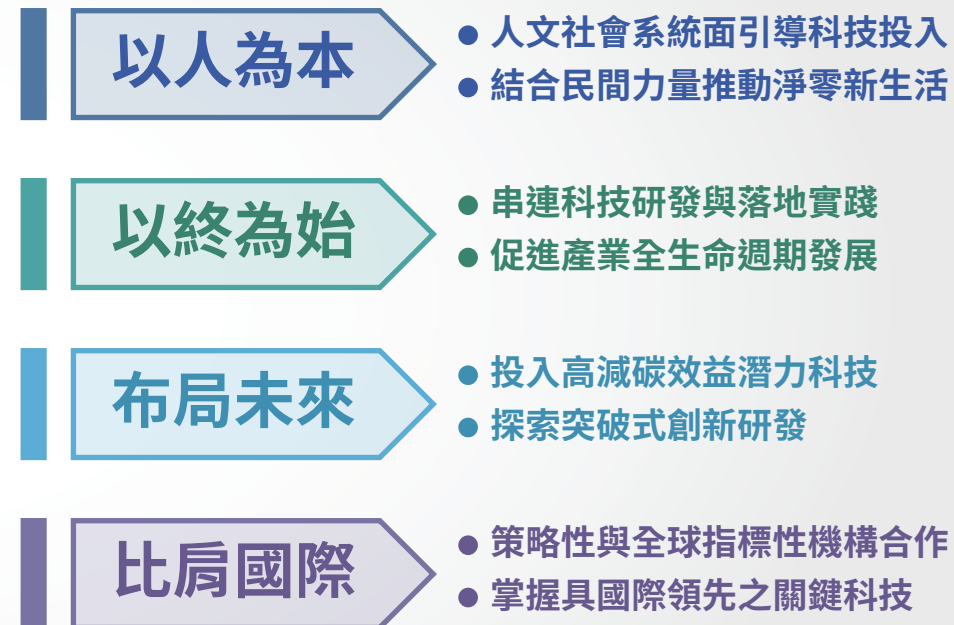 以人為本
● 人文社會系統面引導科技投入
● 結合民間力量推動淨零新生活
以終為始
● 串連科技研發與落地實踐
● 促進產業全生命週期發展
布局未來
● 投入高減碳效益潛力科技
● 探索突破式創新研發
比肩國際
● 策略性與全球指標性機構合作
● 掌握具國際領先之關鍵科技